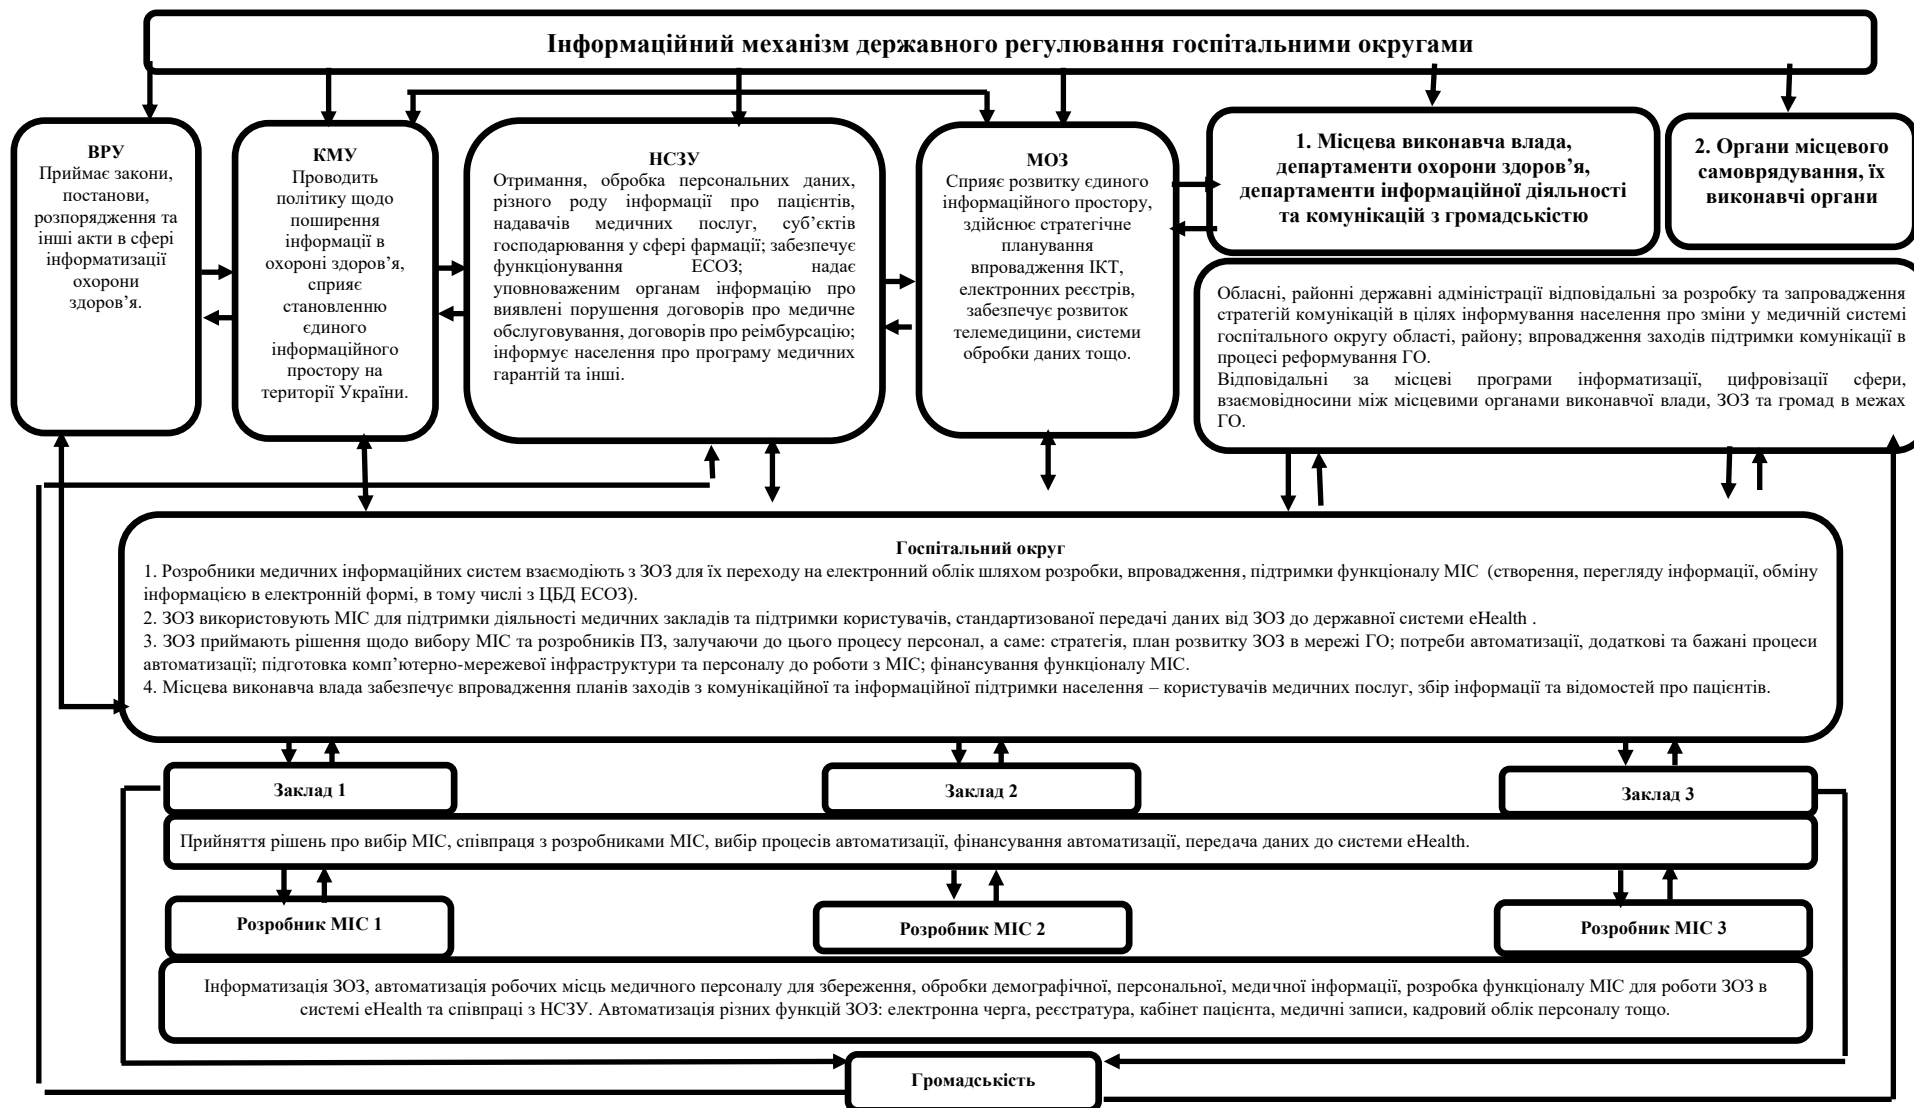 Інформаційний механізм державного регулювання госпітальними округами
ВРУ
Приймає закони,
постанови,
розпорядження та
інші акти в сфері
інформатизації
охорони
здоров’я.
КМУ
Проводить
політику щодо
поширення
інформації в
охороні здоров’я,
сприяє
становленню
єдиного
інформаційного
простору на
території України.
НСЗУ
Отримання, обробка персональних даних,
різного роду інформації про пацієнтів,
надавачів медичних послуг, суб’єктів
господарювання у сфері фармації; забезпечує
функціонування ЕСОЗ; надає
уповноваженим органам інформацію про
виявлені порушення договорів про медичне
обслуговування, договорів про реімбурсацію;
інформує населення про програму медичних
гарантій та інші.
МОЗ
Сприяє розвитку єдиного
інформаційного простору,
здійснює стратегічне
планування
впровадження ІКТ,
електронних реєстрів,
забезпечує розвиток
телемедицини, системи
обробки даних тощо.
1. Місцева виконавча влада,
департаменти охорони здоров’я,
департаменти інформаційної діяльності
та комунікацій з громадськістю
2. Органи місцевого
самоврядування, їх
виконавчі органи
Обласні, районні державні адміністрації відповідальні за розробку та запровадження
стратегій комунікацій в цілях інформування населення про зміни у медичній системі
госпітального округу області, району; впровадження заходів підтримки комунікації в
процесі реформування ГО.
Відповідальні за місцеві програми інформатизації, цифровізації сфери,
взаємовідносини між місцевими органами виконавчої влади, ЗОЗ та громад в межах
ГО.
Госпітальний округ
1. Розробники медичних інформаційних систем взаємодіють з ЗОЗ для їх переходу на електронний облік шляхом розробки, впровадження, підтримки функціоналу МІС (створення, перегляду інформації, обміну
інформацією в електронній формі, в тому числі з ЦБД ЕСОЗ).
2. ЗОЗ використовують МІС для підтримки діяльності медичних закладів та підтримки користувачів, стандартизованої передачі даних від ЗОЗ до державної системи eHealth .
3. ЗОЗ приймають рішення щодо вибору МІС та розробників ПЗ, залучаючи до цього процесу персонал, а саме: стратегія, план розвитку ЗОЗ в мережі ГО; потреби автоматизації, додаткові та бажані процеси
автоматизації; підготовка комп’ютерно-мережевої інфраструктури та персоналу до роботи з МІС; фінансування функціоналу МІС.
4. Місцева виконавча влада забезпечує впровадження планів заходів з комунікаційної та інформаційної підтримки населення – користувачів медичних послуг, збір інформації та відомостей про пацієнтів.
Заклад 1
Заклад 2
Заклад 3
Прийняття рішень про вибір МІС, співпраця з розробниками МІС, вибір процесів автоматизації, фінансування автоматизації, передача даних до системи eHealth.
Розробник МІС 1
Розробник МІС 2
Розробник МІС 3
Інформатизація ЗОЗ, автоматизація робочих місць медичного персоналу для збереження, обробки демографічної, персональної, медичної інформації, розробка функціоналу МІС для роботи ЗОЗ в
системі eHealth та співпраці з НСЗУ. Автоматизація різних функцій ЗОЗ: електронна черга, реєстратура, кабінет пацієнта, медичні записи, кадровий облік персоналу тощо.
Громадськість